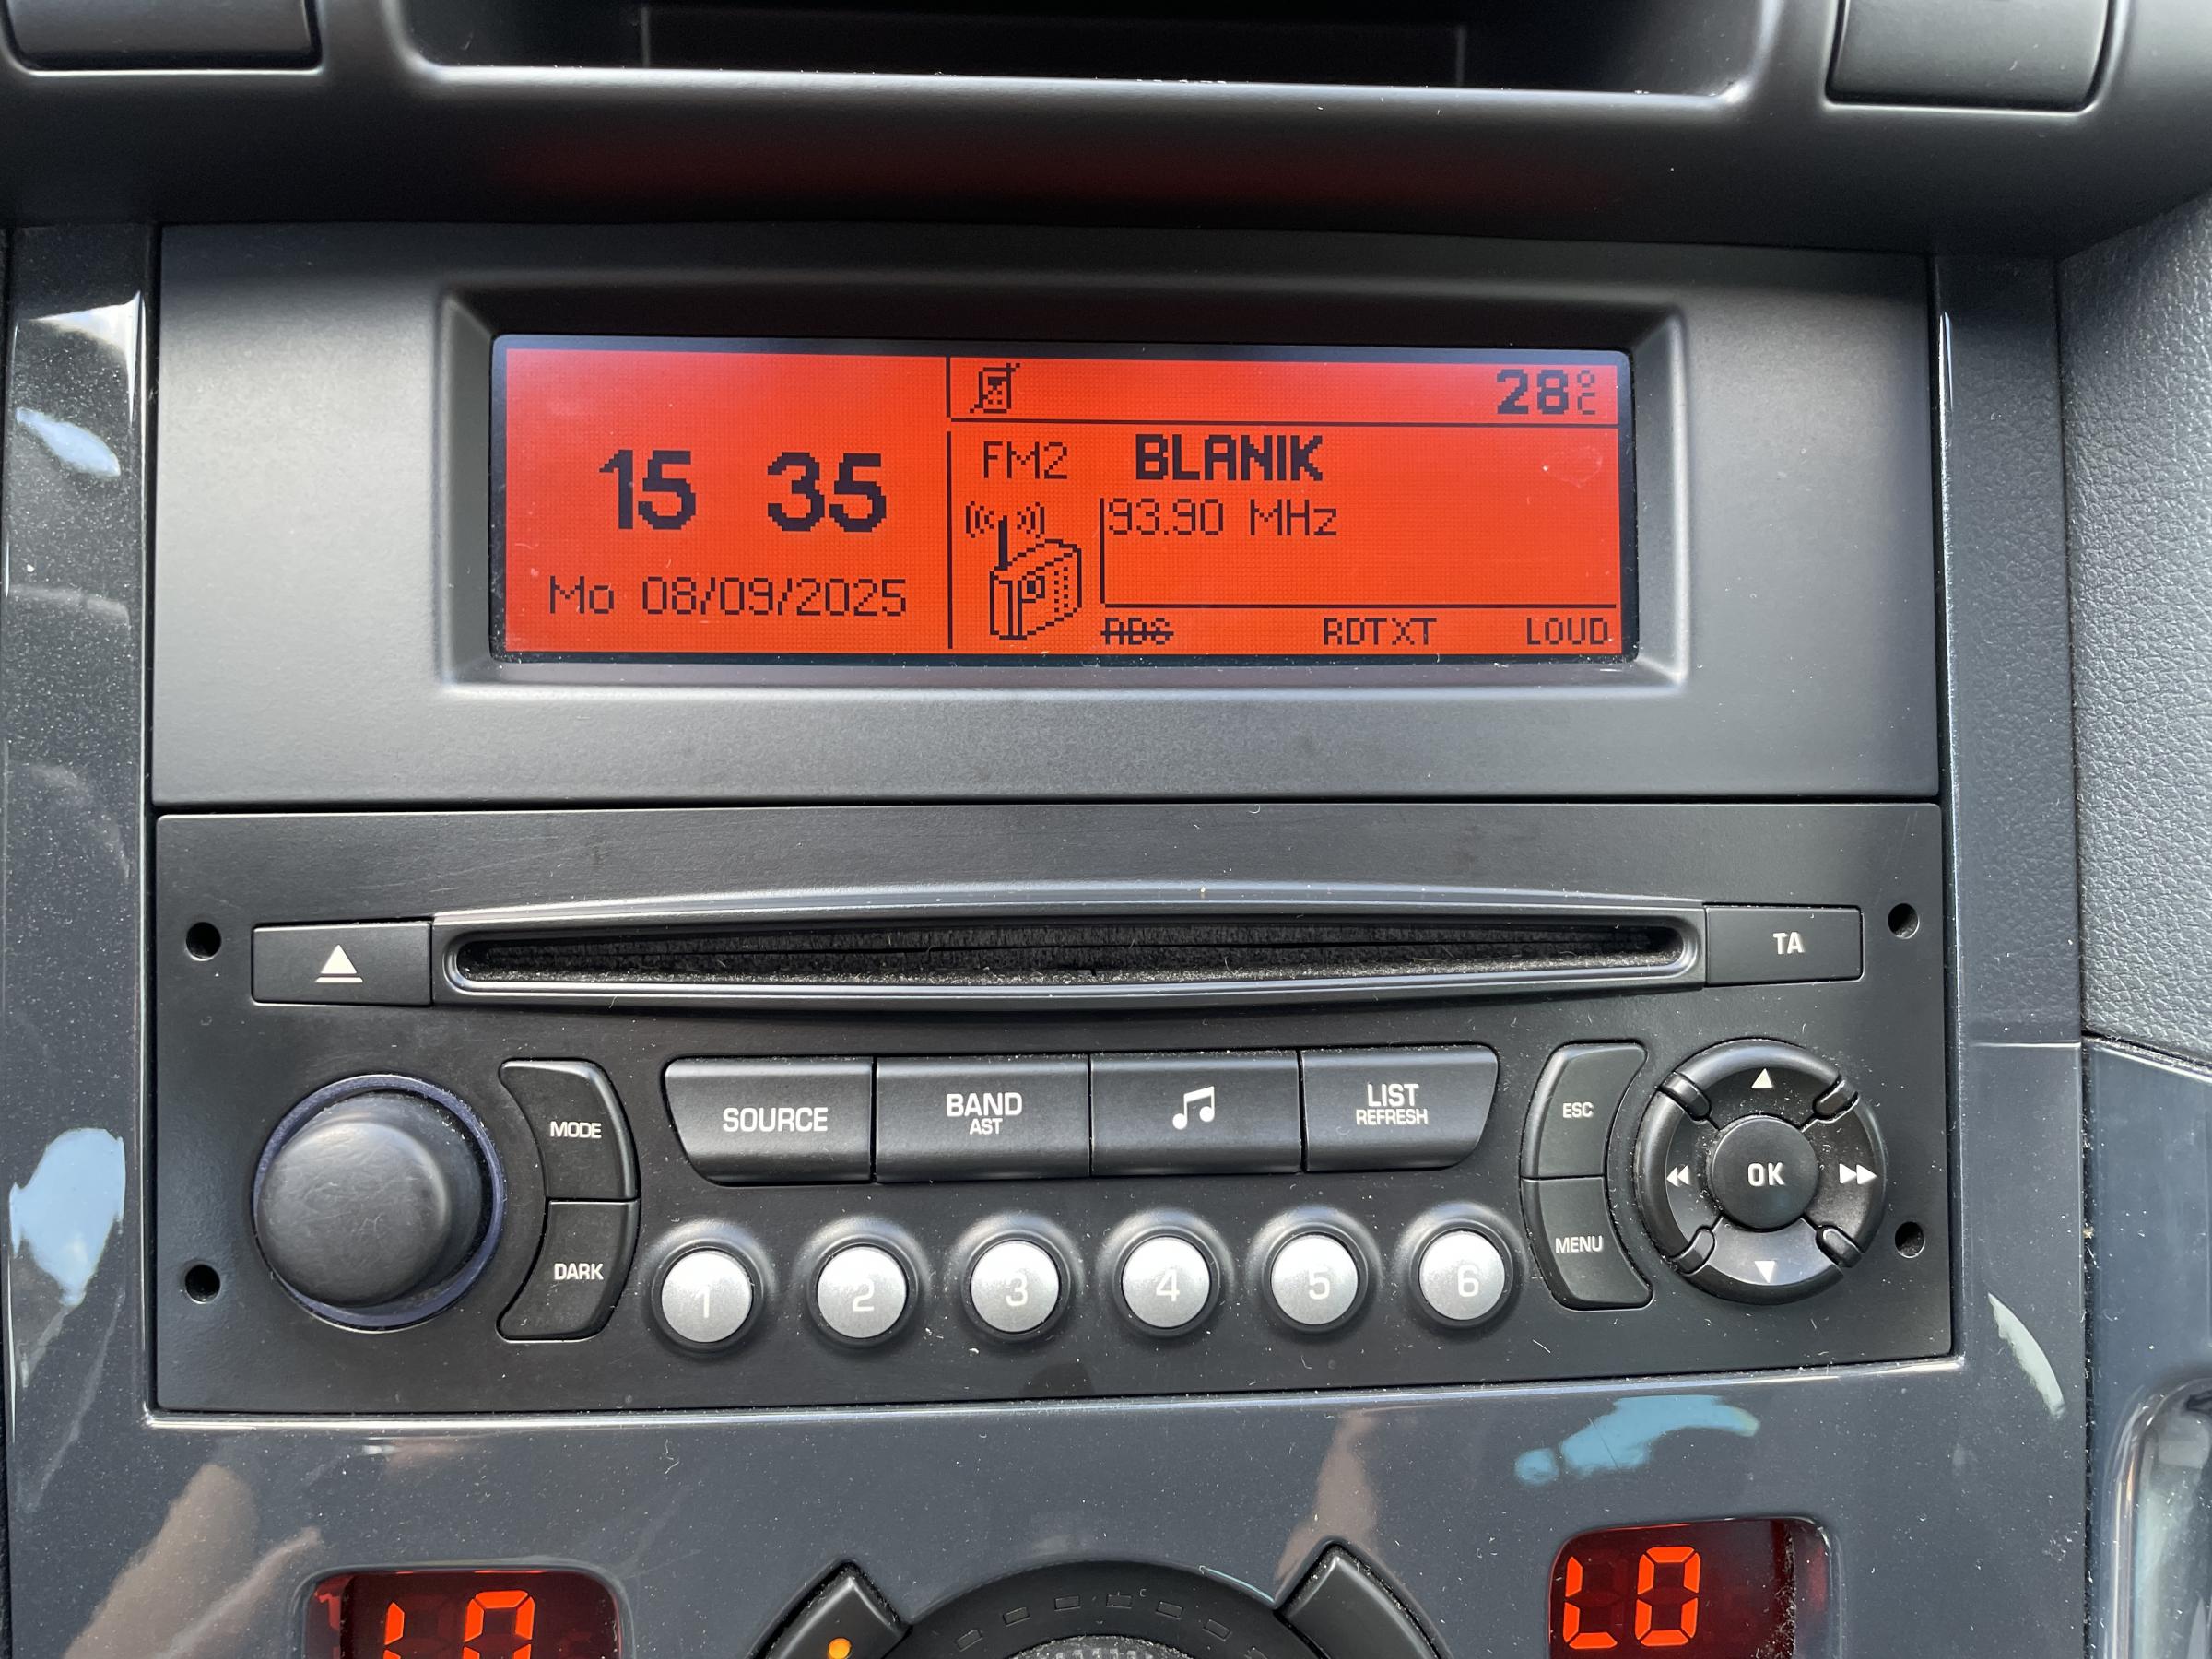 28°C
15 35
FM2 BLANIK
93.90 MHz
Mo 08/09/2025
RDS RDTXT LOUD
TA
MODE
SOURCE
BAND
AST
LIST
REFRESH
ESC
OK
DARK
MENU
1 2 3 4 5 6
LO
LO